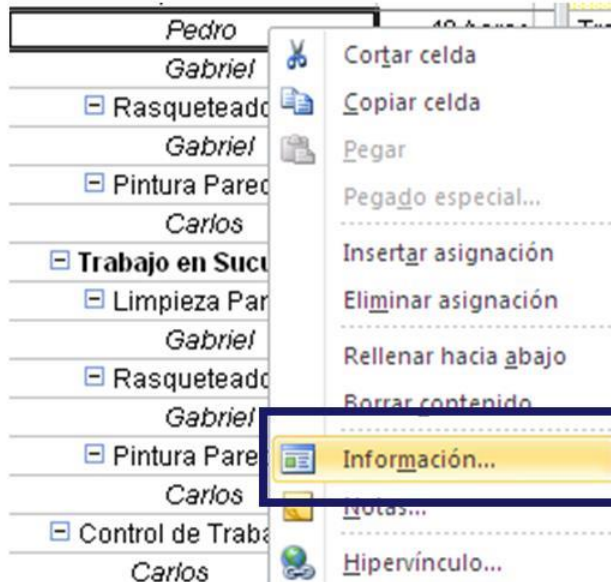 Pedro
Gabriel
Rasqueteado
Gabriel
Pintura Pared
Carlos
Trabajo en Sucu
Limpieza Par
Gabriel
Rasqueteado
Gabriel
Pintura Pare
Carlos
Control de Traba
Carlos
Cortar celda
Copiar celda
Pegar
Pegado especial...
Insertar asignación
Eliminar asignación
Rellenar hacia abajo
Borrar contenido
Información...
Notas...
Hipervínculo...